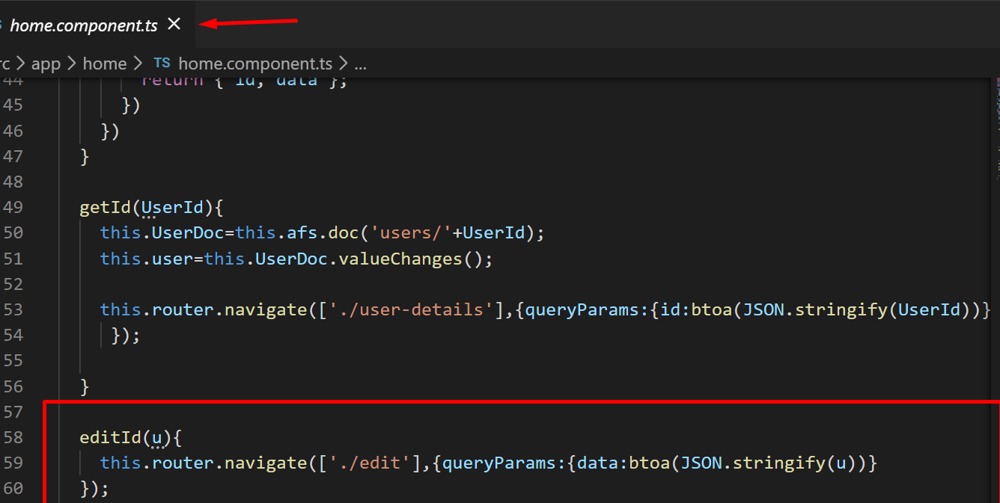 home.component.ts ×
rc > app > home > TS home.component.ts > ...
44 return { id, data };
45 })
46 })
47 }
48
49 getId(UserId){
50 this.UserDoc=this.afs.doc('users/'+UserId);
51 this.user=this.UserDoc.valueChanges();
52
53 this.router.navigate(['./user-details'],{queryParams:{id:btoa(JSON.stringify(UserId))}
54 });
55
56 }
57
58 editId(u){
59 this.router.navigate(['./edit'],{queryParams:{data:btoa(JSON.stringify(u))}
60 });